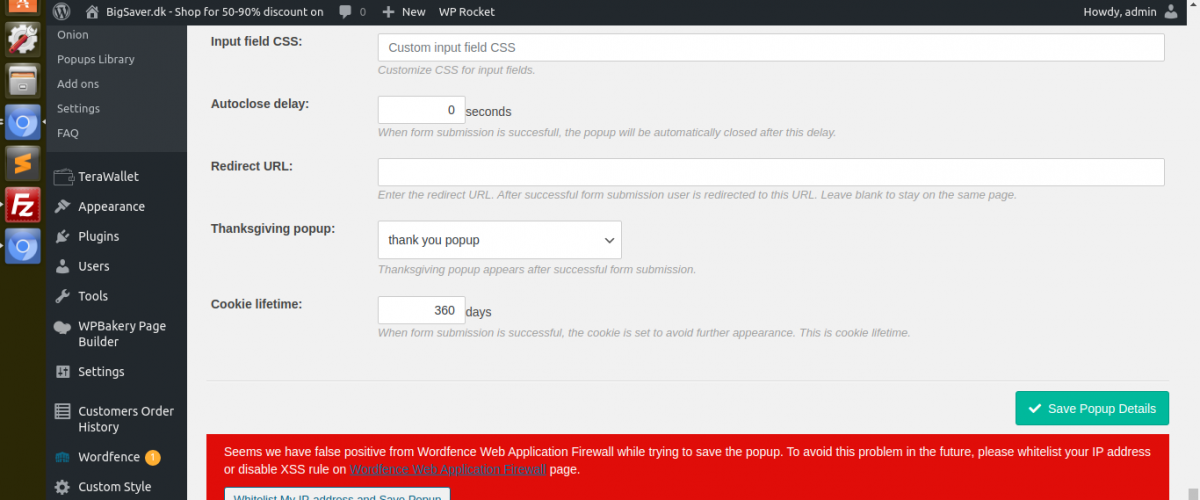 BigSaver.dk - Shop for 50-90% discount on
0
New
WP Rocket
Howdy, admin
Onion
Popups Library
Add ons
Settings
FAQ
TeraWallet
Appearance
Plugins
Users
Tools
WPBakery Page
Builder
Settings
Customers Order
History
Wordfence 1
Custom Style
Input field CSS:
Custom input field CSS
Customize CSS for input fields.
Autoclose delay:
0 seconds
When form submission is succesfull, the popup will be automatically closed after this delay.
Redirect URL:
Enter the redirect URL. After successful form submission user is redirected to this URL. Leave blank to stay on the same page.
Thanksgiving popup:
thank you popup
Thanksgiving popup appears after successful form submission.
Cookie lifetime:
360 days
When form submission is successful, the cookie is set to avoid further appearance. This is cookie lifetime.
Save Popup Details
Seems we have false positive from Wordfence Web Application Firewall while trying to save the popup. To avoid this problem in the future, please whitelist your IP address
or disable XSS rule on Wordfence Web Application Firewall page.
Whitelist My IP address and Save Popup
Fz